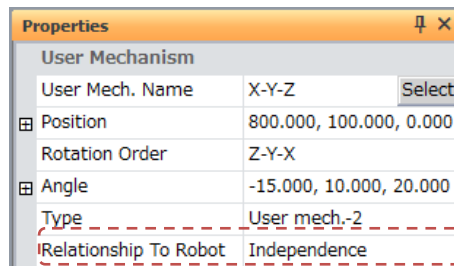 Properties
User Mechanism
User Mech. Name X-Y-Z Select
Position 800.000, 100.000, 0.000
Rotation Order Z-Y-X
Angle -15.000, 10.000, 20.000
Type User mech.-2
Relationship To Robot Independence